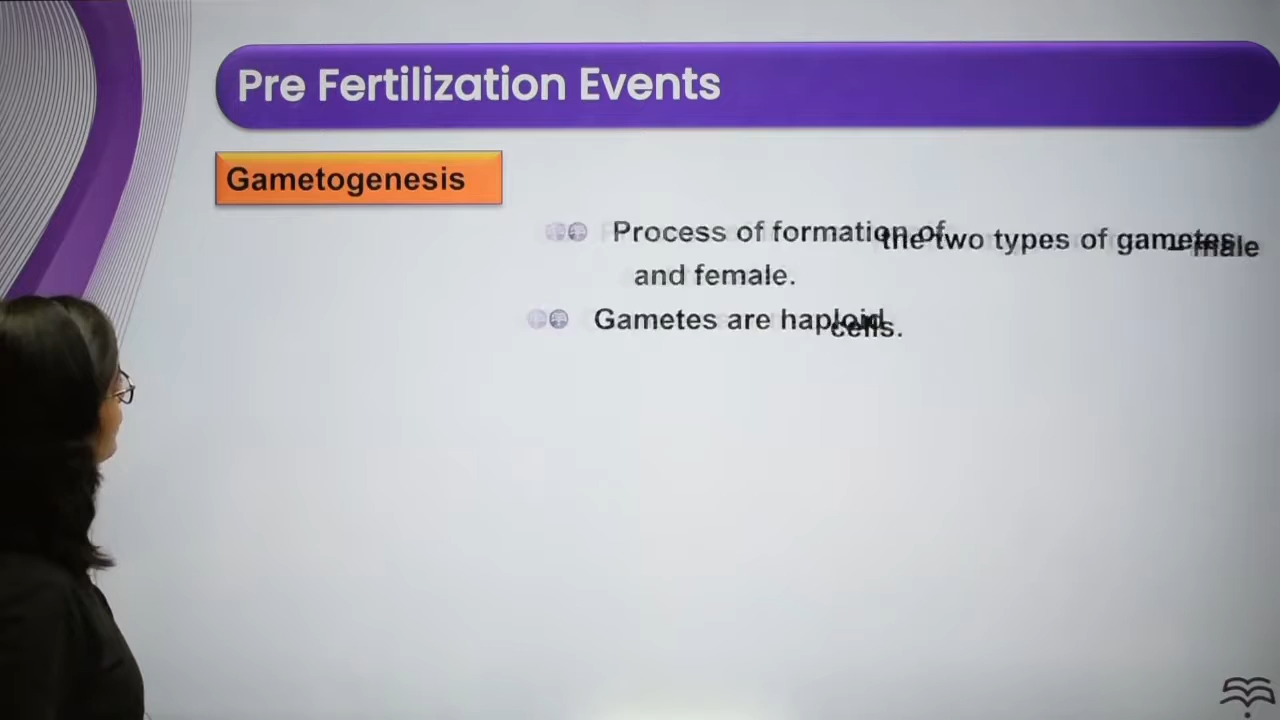 Pre Fertilization Events
Gametogenesis
Process of formation of the two types of gametes – male
and female.
Gametes are haploid cells.